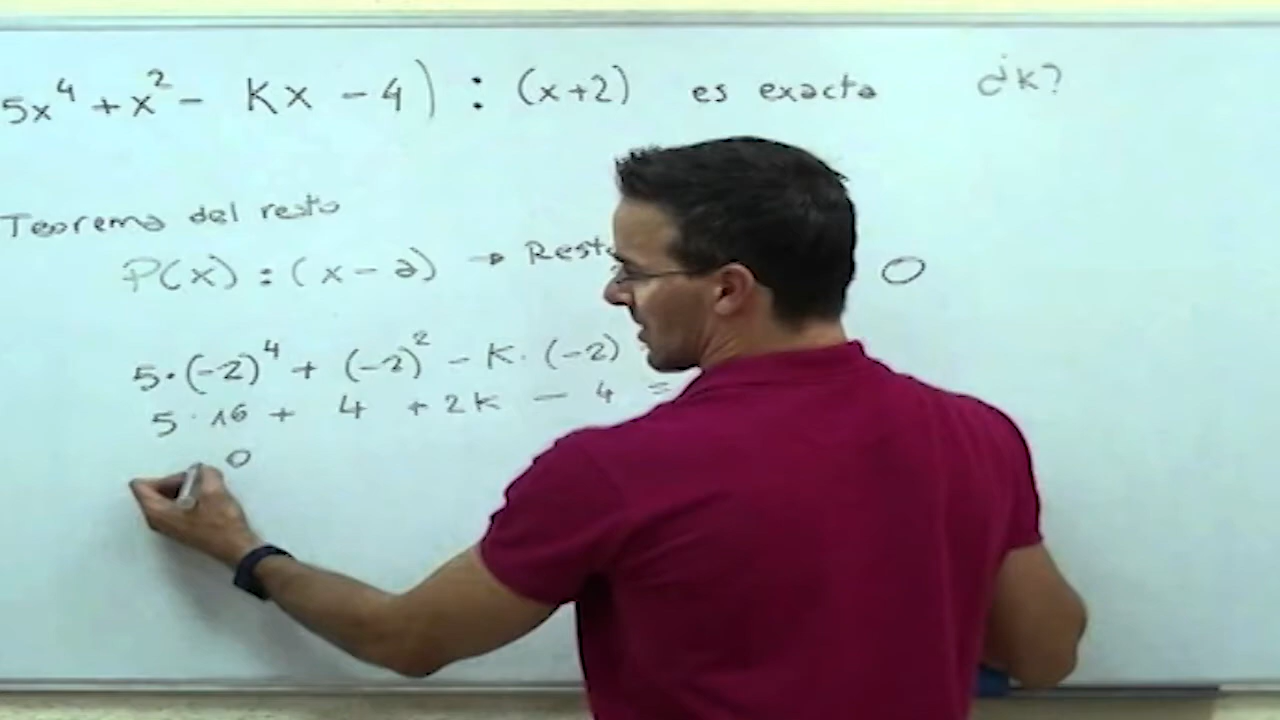 5x⁴ + x² - Kx - 4) : (x+2) es exacta ¿K?
Teorema del resto
P(x) : (x - a) → Resto 0
5·(-2)⁴ + (-2)² - K·(-2)
5·16 + 4 + 2K - 4 =
0